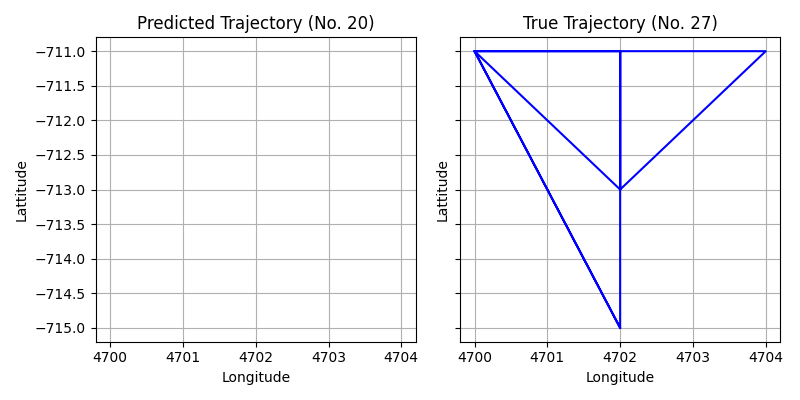 Predicted Trajectory (No. 20)
True Trajectory (No. 27)
−711.0
−711.5
−712.0
−712.5
−713.0
−713.5
−714.0
−714.5
−715.0
Lattitude
Lattitude
4700 4701 4702 4703 4704
4700 4701 4702 4703 4704
Longitude
Longitude